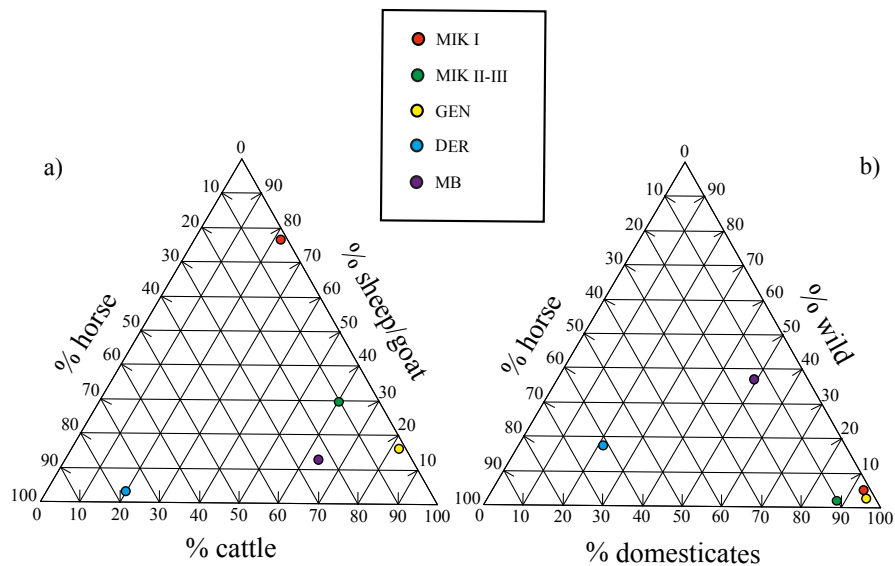 MIK I
MIK II-III
GEN
DER
MB
a)
0
10 90
20 80
30 70
40 60
50 50
60 40
70 30
80 20
90 10
100
0 10 20 30 40 50 60 70 80 90 100
% horse
% sheep/goat
% cattle
b)
0
10 90
20 80
30 70
40 60
50 50
60 40
70 30
80 20
90 10
100
0 10 20 30 40 50 60 70 80 90 100
% horse
% wild
% domesticates